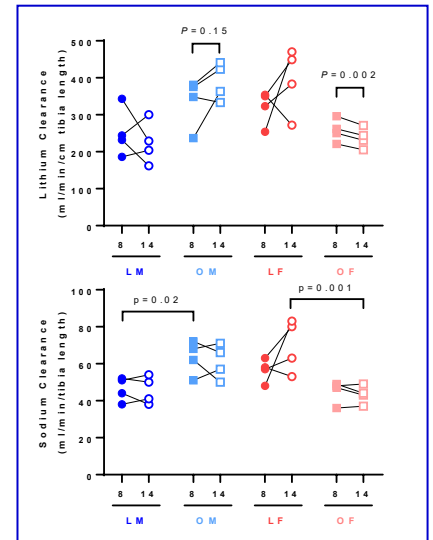 P=0.15
P=0.002
Lithium Clearance
(ml/min/cm tibia length)
500
400
300
200
100
0
8 14 8 14 8 14 8 14
LM OM LF OF
p=0.02
p=0.001
Sodium Clearance
(ml/min/tibia length)
100
80
60
40
20
0
8 14 8 14 8 14 8 14
LM OM LF OF